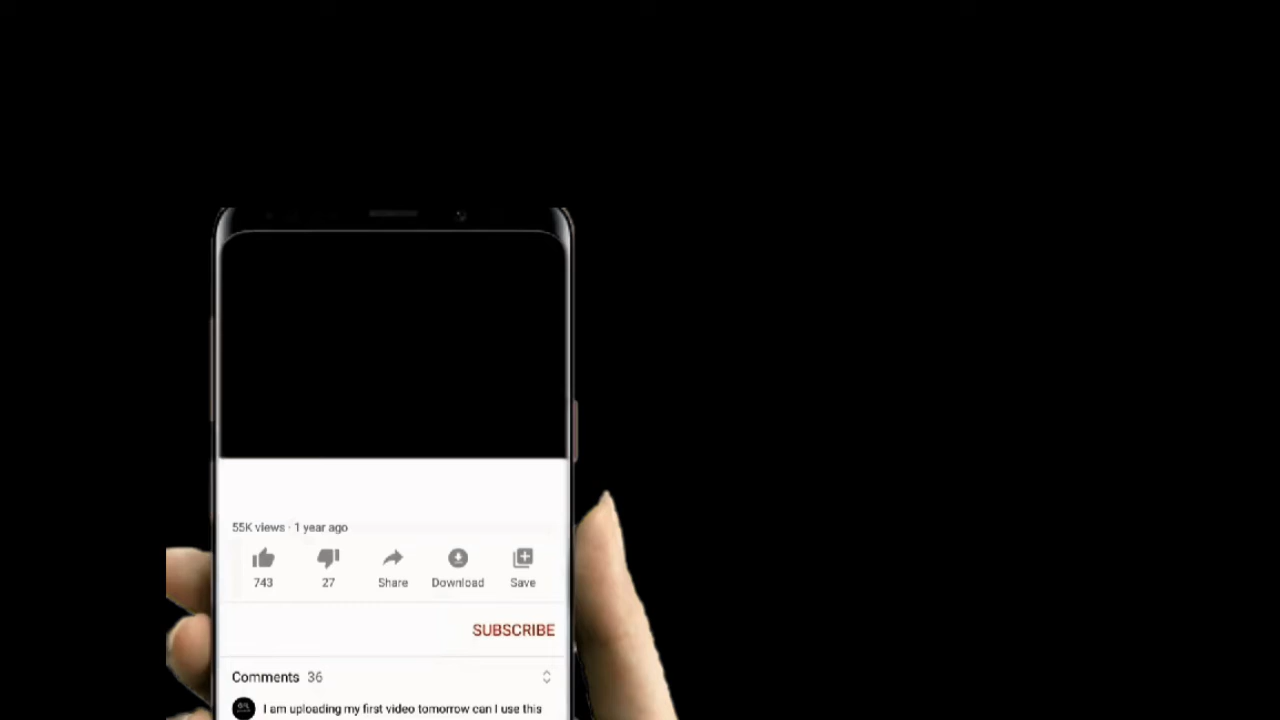 55K views · 1 year ago
743
27
Share
Download
Save
SUBSCRIBE
Comments 36
I am uploading my first video tomorrow can I use this